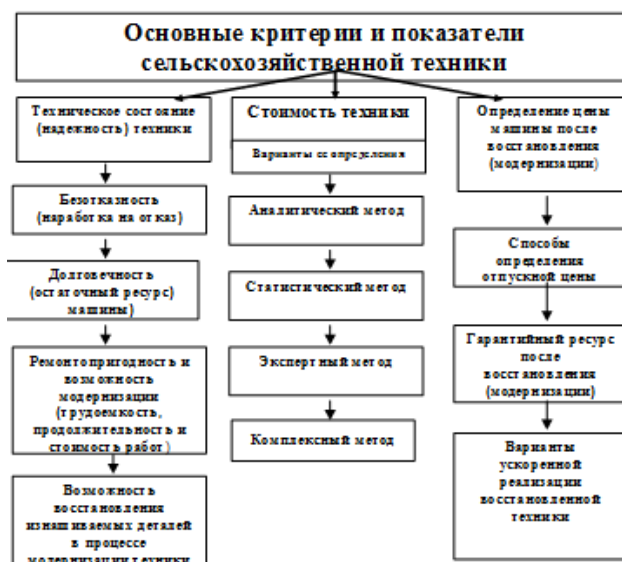 Основные критерии и показатели
сельскохозяйственной техники
Техническое состояние
(надежность) техники
Безотказность
(наработка на отказ)
Долговечность
(остаточный ресурс)
машины)
Ремонтопригодность и
возможность
модернизации
(трудоемкость,
продолжительность и
стоимость работ)
Возможность
восстановления
изнашиваемых деталей
в процессе
модернизации техники
Стоимость техники
Варианты ее определения
Аналитический метод
Статистический метод
Экспертный метод
Комплексный метод
Определение цены
машины после
восстановления
(модернизации)
Способы
определения
отпускной цены
Гарантийный ресурс
после
восстановления
(модернизации)
Варианты
ускоренной
реализации
восстановленной
техники